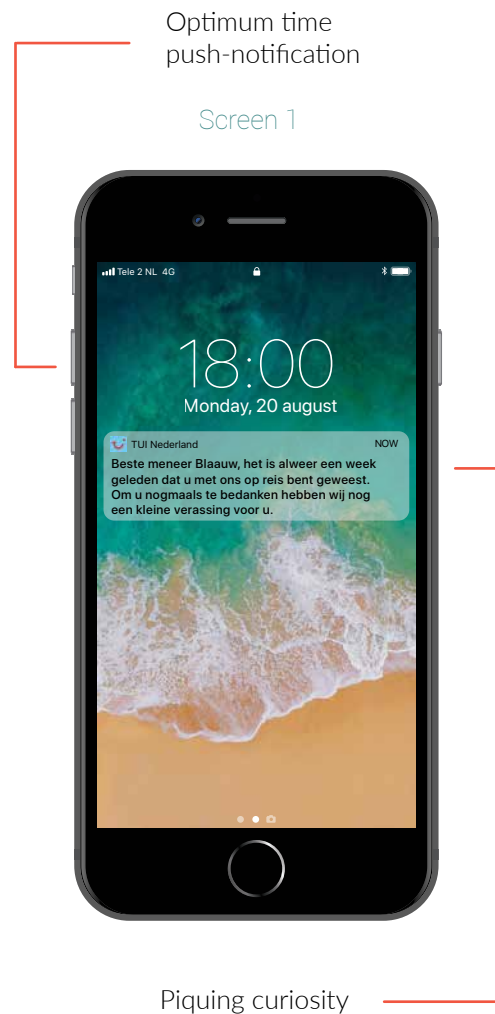 Optimum time
push-notification
Screen 1
Tele 2 NL 4G
18:00
Monday, 20 august
TUI Nederland NOW
Beste meneer Blaauw, het is alweer een week
geleden dat u met ons op reis bent geweest.
Om u nogmaals te bedanken hebben wij nog
een kleine verassing voor u.
Piquing curiosity